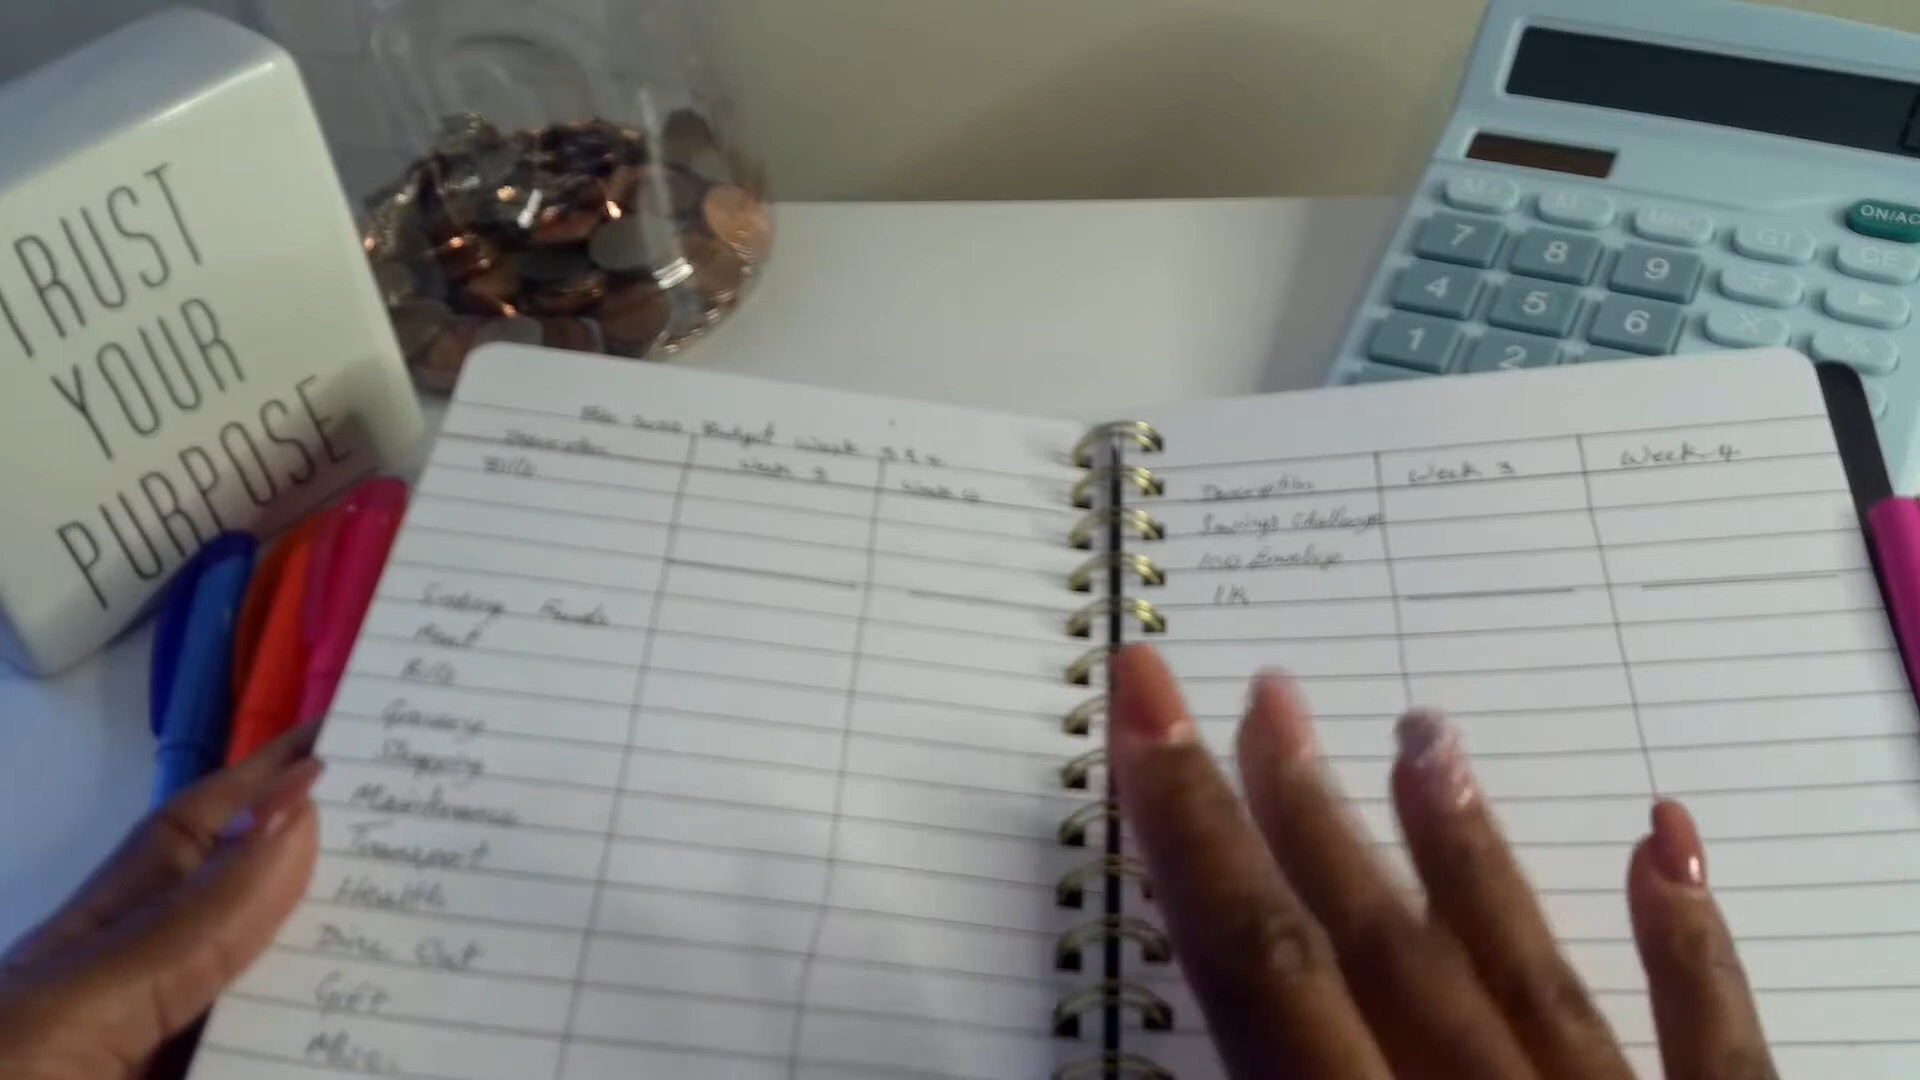 TRUST
YOUR
PURPOSE
Budget Week 3 &
Description Week 3 Week 4
Bills
Sinking Funds
Rent
Bills
Grocery
Shopping
Maintenance
Transport
Health
Dine Out
Gift
Misc.
Description Week 3 Week 4
Savings Challenge
100 Envelope
1K
ON/AC
GT CE
7 8 9 ÷ ▶
4 5 6 × %
1 2